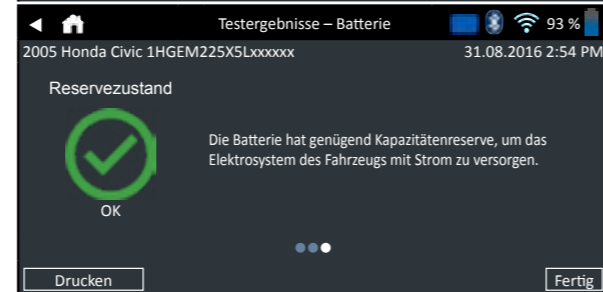 Testergebnisse – Batterie
93 %
2005 Honda Civic 1HGEM225X5Lxxxxxx
31.08.2016 2:54 PM
Reservezustand
Die Batterie hat genügend Kapazitätenreserve, um das
Elektrosystem des Fahrzeugs mit Strom zu versorgen.
OK
Drucken
Fertig